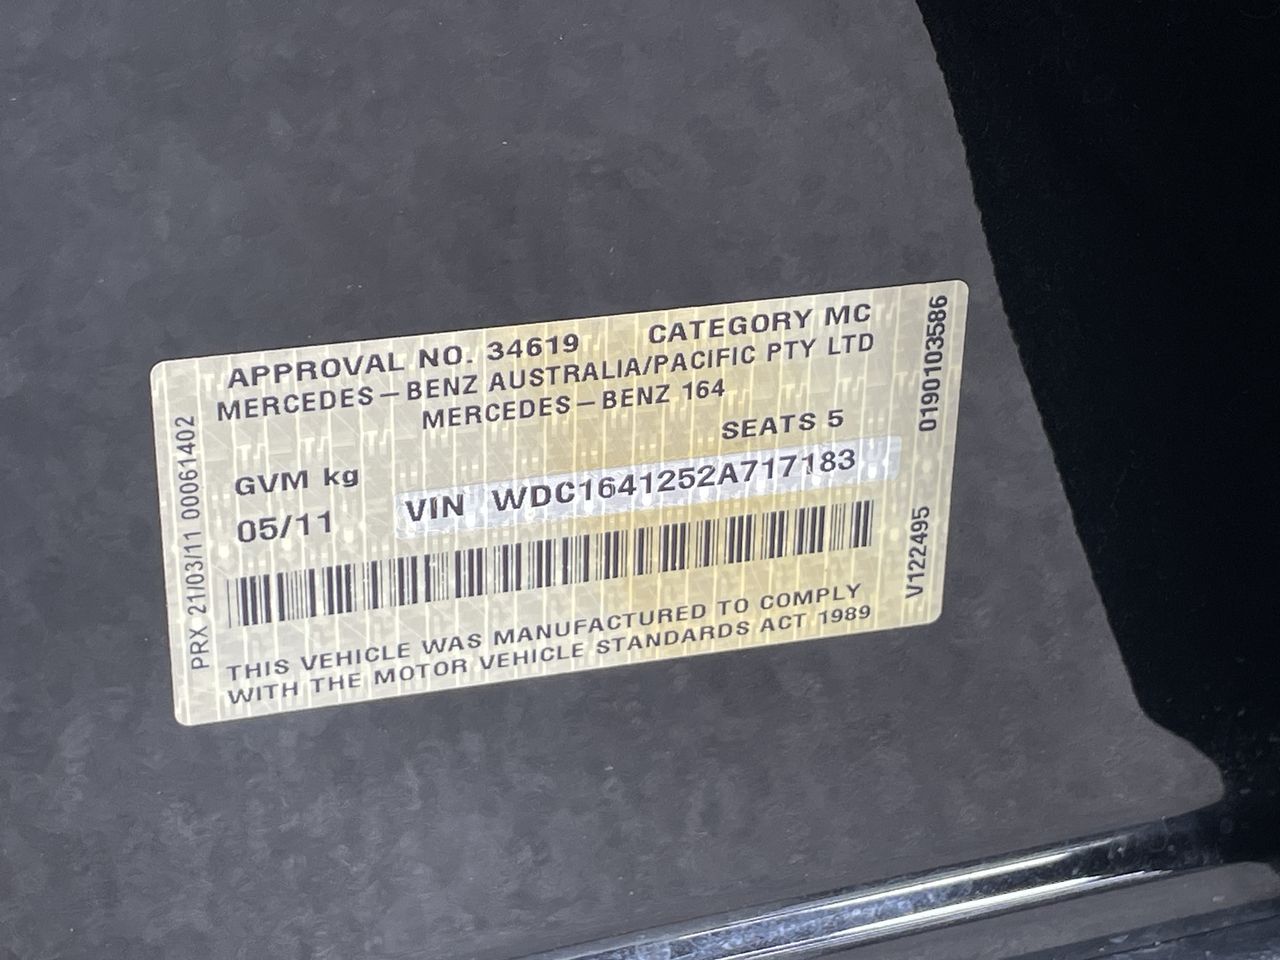 APPROVAL NO. 34619 CATEGORY MC
MERCEDES-BENZ AUSTRALIA/PACIFIC PTY LTD
MERCEDES-BENZ 164
SEATS 5
GVM kg
05/11
VIN WDC1641252A717183
THIS VEHICLE WAS MANUFACTURED TO COMPLY
WITH THE MOTOR VEHICLE STANDARDS ACT 1989
PRX 21/03/11 00061402
V122495 0190103586